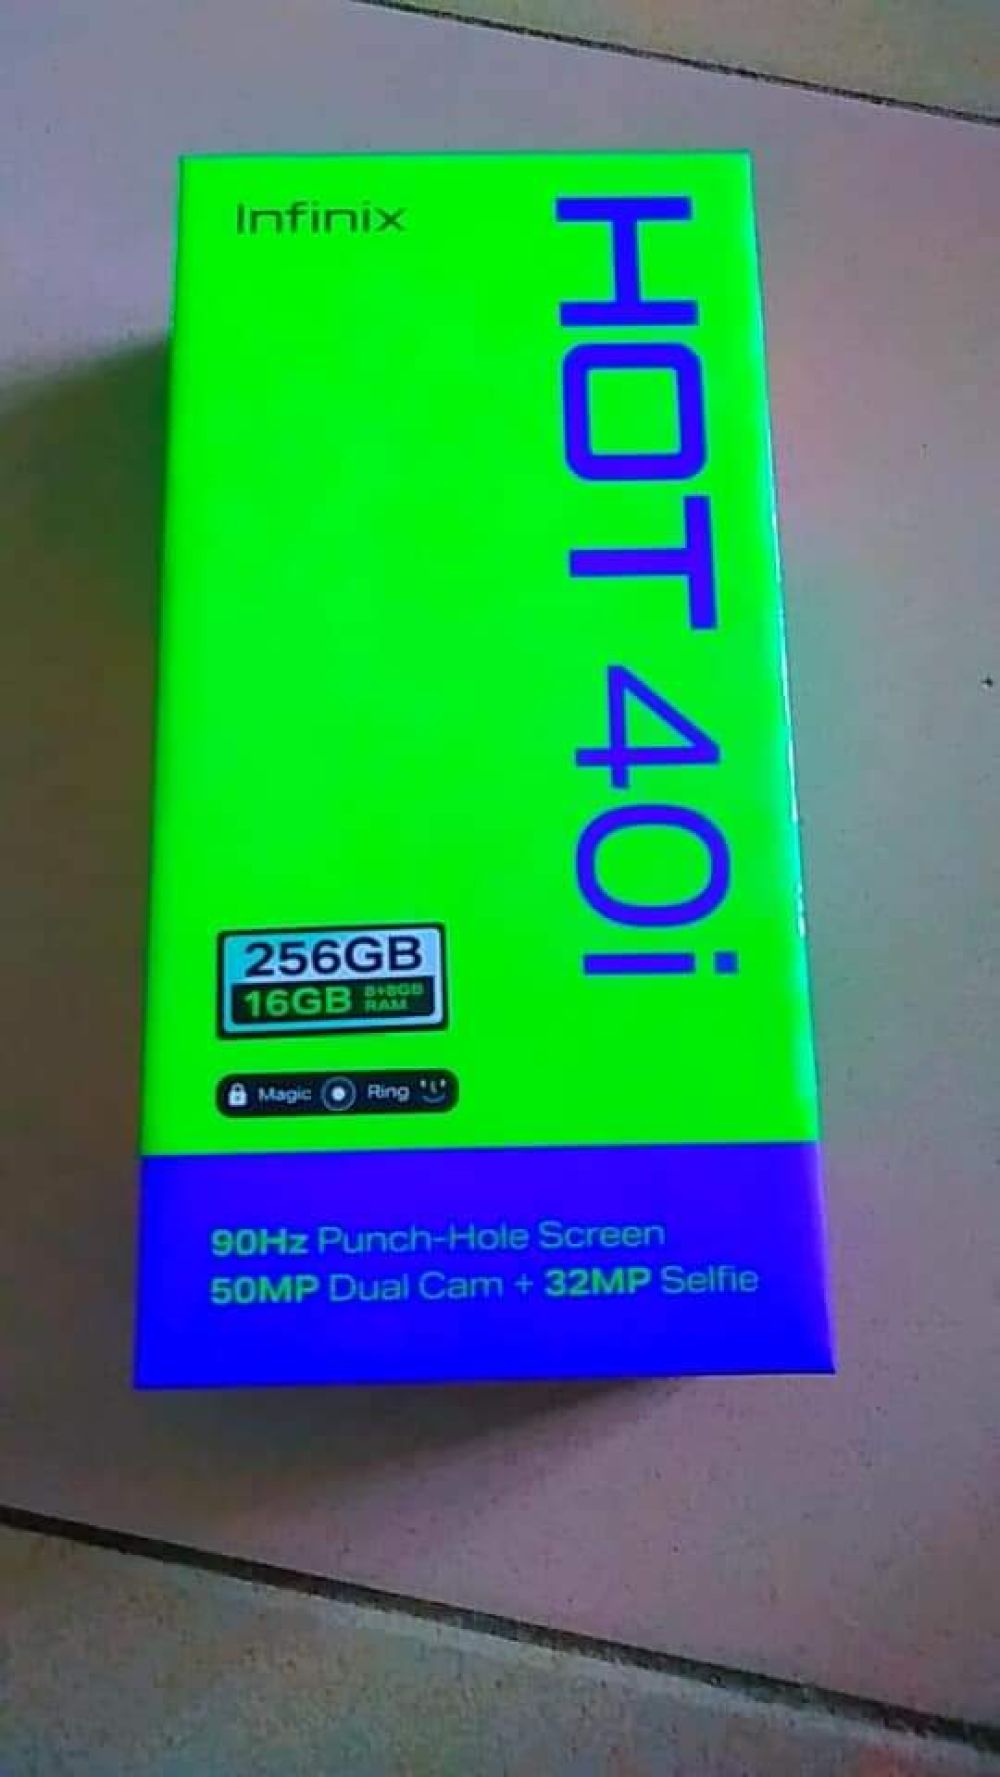 Infinix
HOT 40i
256GB
16GB 8+8GB RAM
Magic Ring
90Hz Punch-Hole Screen
50MP Dual Cam + 32MP Selfie